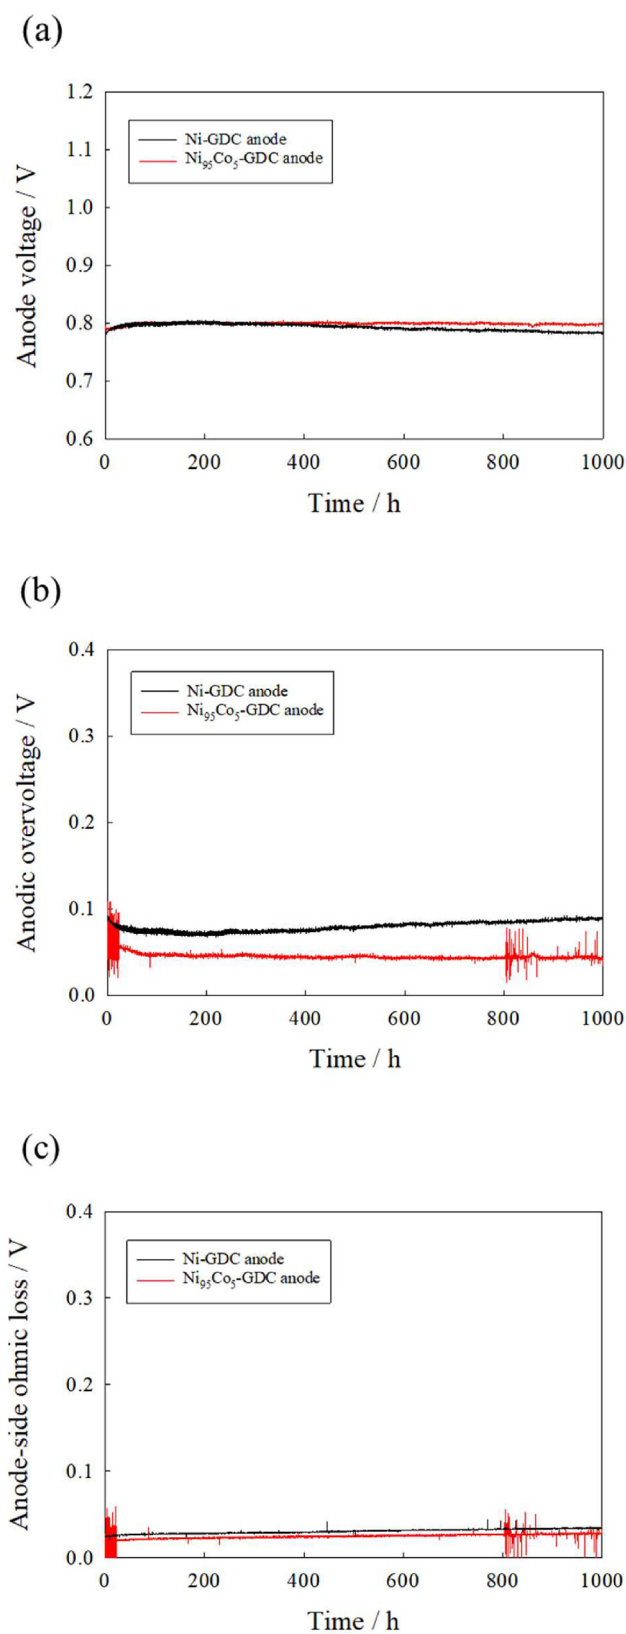 (a)
1.2
1.1
1.0
0.9
0.8
0.7
0.6
Anode voltage / V
Ni-GDC anode
Ni₉₅Co₅-GDC anode
0 200 400 600 800 1000
Time / h
(b)
0.4
0.3
0.2
0.1
0.0
Anodic overvoltage / V
Ni-GDC anode
Ni₉₅Co₅-GDC anode
0 200 400 600 800 1000
Time / h
(c)
0.4
0.3
0.2
0.1
0.0
Anode-side ohmic loss / V
Ni-GDC anode
Ni₉₅Co₅-GDC anode
0 200 400 600 800 1000
Time / h